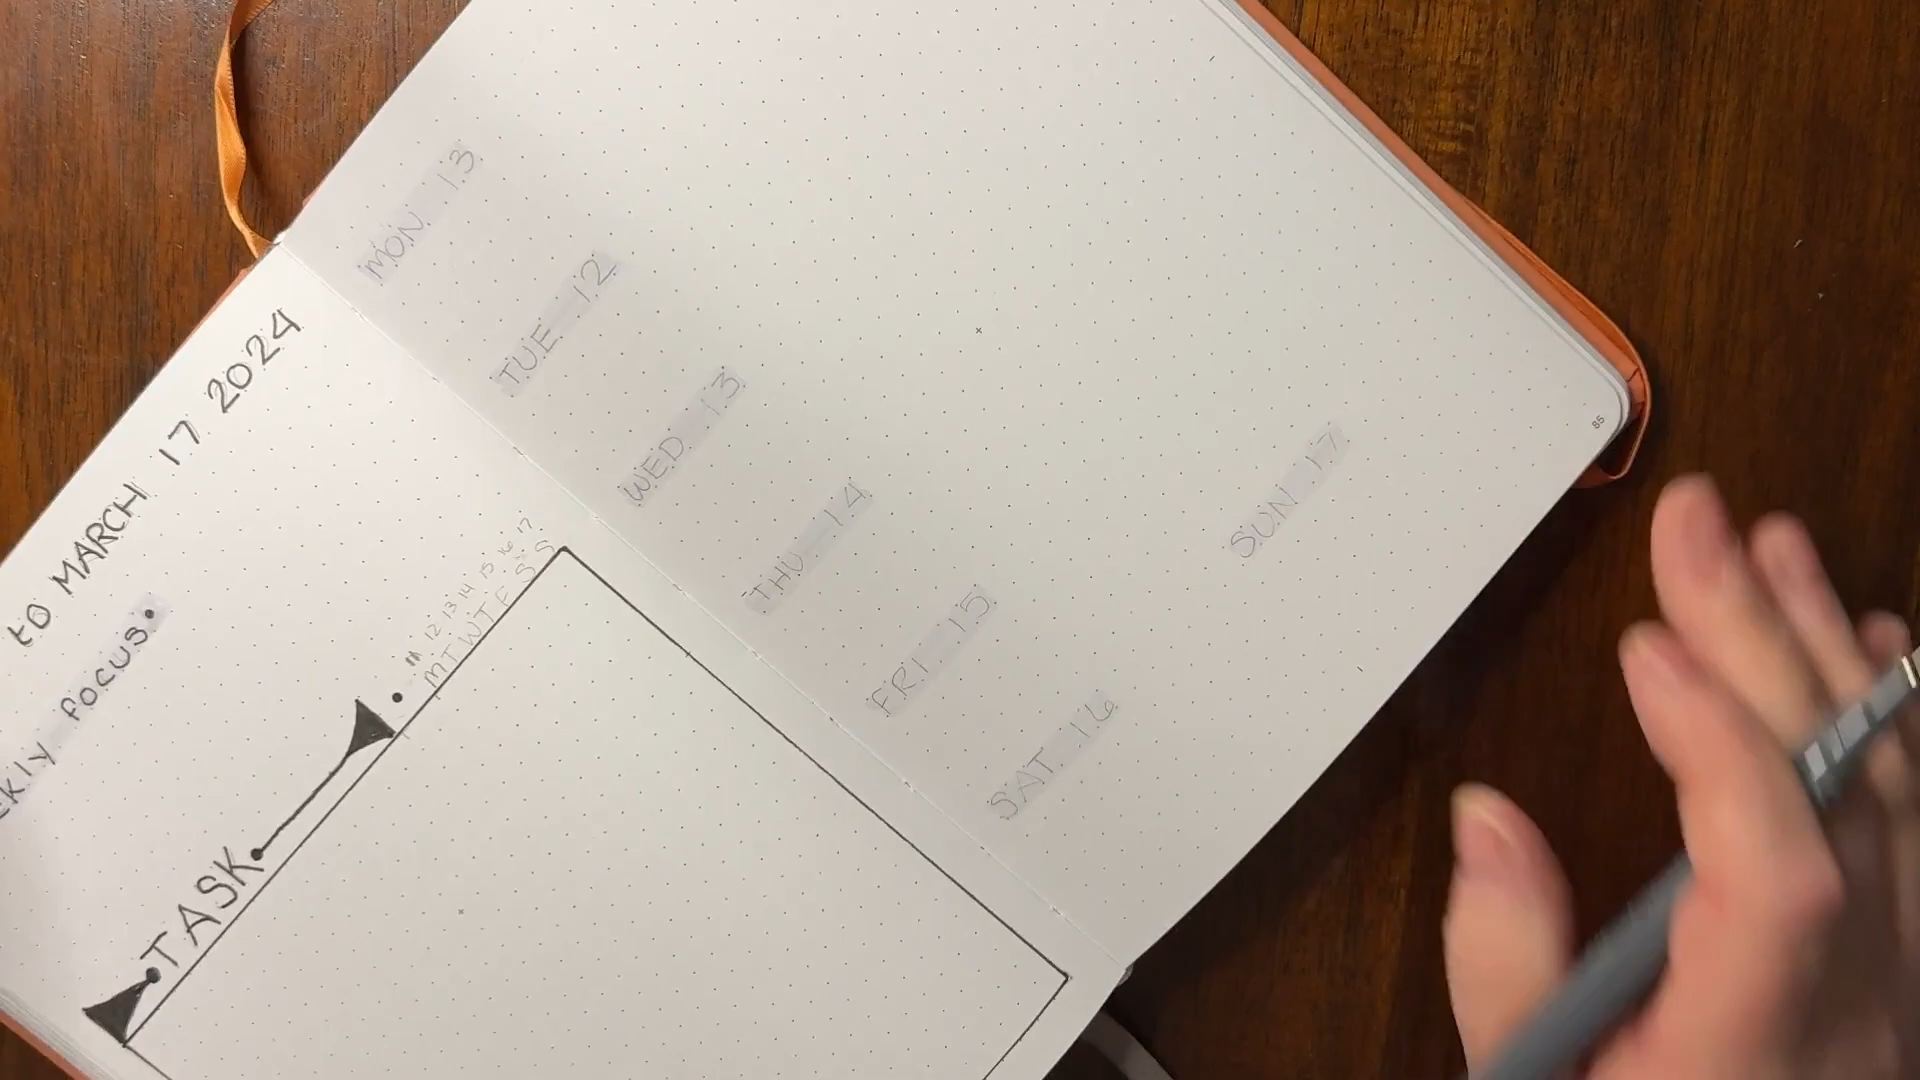 to MARCH 17 2024
focus.
TASK
11 12 13 14 15 16 17
M T W T F S S
MON 13
TUE 12
WED 13
THU 14
FRI 15
SAT 16
SUN 17
85